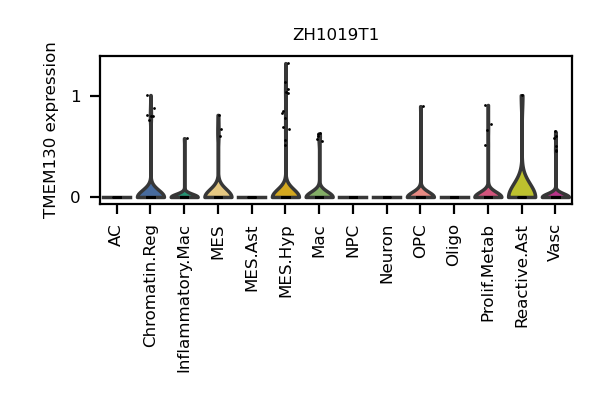 ZH1019T1
TMEM130 expression
1
0
AC
Chromatin.Reg
Inflammatory.Mac
MES
MES.Ast
MES.Hyp
Mac
NPC
Neuron
OPC
Oligo
Prolif.Metab
Reactive.Ast
Vasc